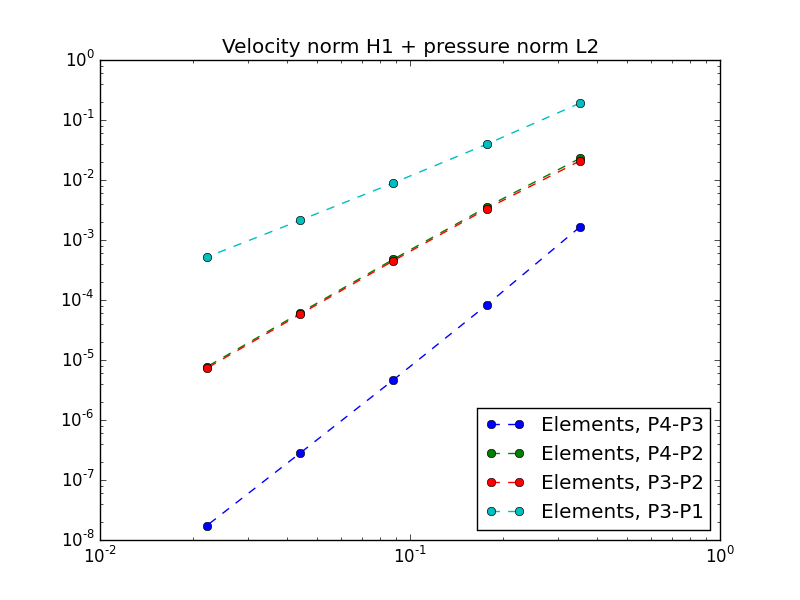 Velocity norm H1 + pressure norm L2
10^0
10^-1
10^-2
10^-3
10^-4
10^-5
10^-6
10^-7
10^-8
Elements, P4-P3
Elements, P4-P2
Elements, P3-P2
Elements, P3-P1
10^-2 10^-1 10^0